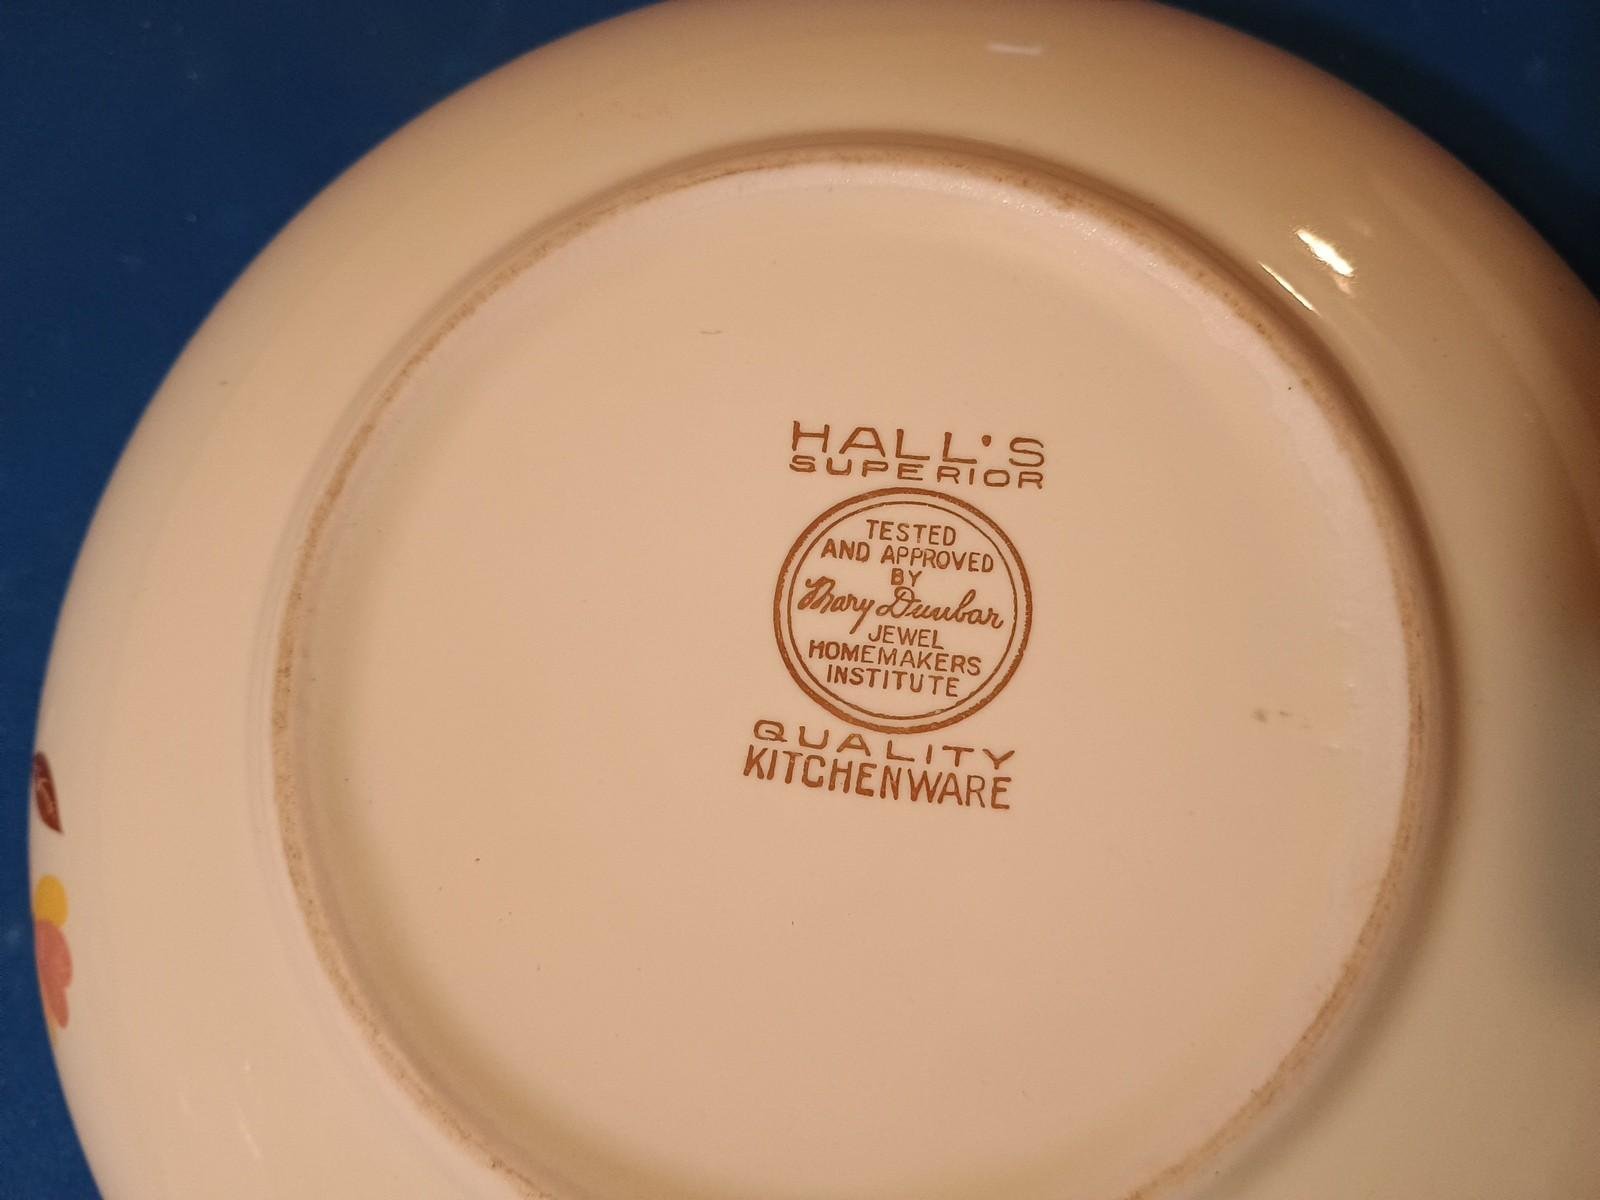 HALL'S
SUPERIOR
TESTED
AND APPROVED
BY
Mary Dunbar
JEWEL
HOMEMAKERS
INSTITUTE
QUALITY
KITCHENWARE